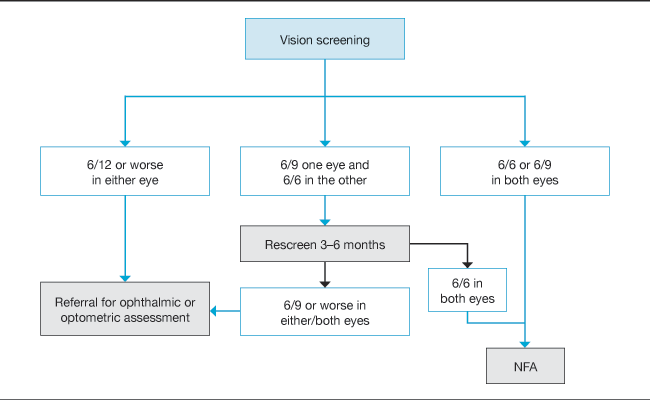 Vision screening
6/12 or worse
in either eye
6/9 one eye and
6/6 in the other
6/6 or 6/9
in both eyes
Rescreen 3–6 months
6/6 in
both eyes
Referral for ophthalmic or
optometric assessment
6/9 or worse in
either/both eyes
NFA